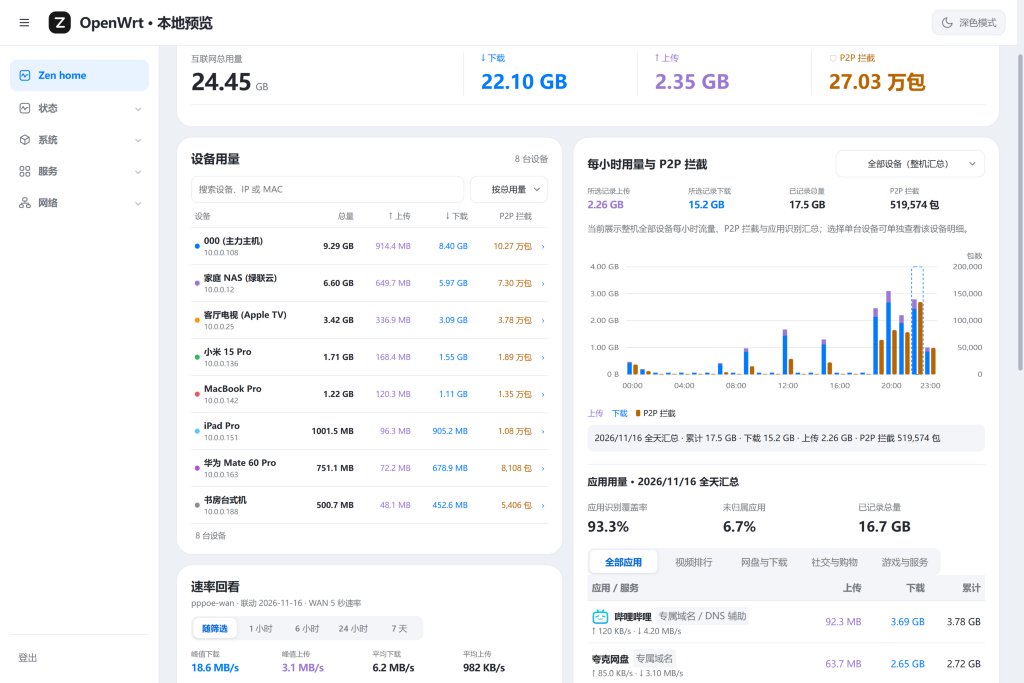 OpenWrt • 本地预览
深色模式
Zen home
状态
系统
服务
网络
登出
互联网总用量
24.45 GB
↓下载
22.10 GB
↑上传
2.35 GB
P2P 拦截
27.03 万包
设备用量
8 台设备
搜索设备、IP 或 MAC
按总用量
设备 总量 ↑上传 ↓下载 P2P 拦截
000 (主力主机) 9.29 GB 914.4 MB 8.40 GB 10.27 万包 ›
10.0.0.108
家庭 NAS (绿联云) 6.60 GB 649.7 MB 5.97 GB 7.30 万包 ›
10.0.0.12
客厅电视 (Apple TV) 3.42 GB 336.9 MB 3.09 GB 3.78 万包 ›
10.0.0.25
小米 15 Pro 1.71 GB 168.4 MB 1.55 GB 1.89 万包 ›
10.0.0.136
MacBook Pro 1.22 GB 120.3 MB 1.11 GB 1.35 万包 ›
10.0.0.142
iPad Pro 1001.5 MB 96.3 MB 905.2 MB 1.08 万包 ›
10.0.0.151
华为 Mate 60 Pro 751.1 MB 72.2 MB 678.9 MB 8,108 包 ›
10.0.0.163
书房台式机 500.7 MB 48.1 MB 452.6 MB 5,406 包 ›
10.0.0.188
8 台设备
速率回看
pppoe-wan · 联动 2026-11-16 · WAN 5 秒速率
随筛选 1 小时 6 小时 24 小时 7 天
峰值下载 峰值上传 平均下载 平均上传
18.6 MB/s 3.1 MB/s 6.2 MB/s 982 KB/s
每小时用量与 P2P 拦截
全部设备（整机汇总）
所选记录上传 所选记录下载 已记录总量 P2P 拦截
2.26 GB 15.2 GB 17.5 GB 519,574 包
当前展示整机全部设备每小时流量、P2P 拦截与应用识别汇总；选择单台设备可单独查看该设备明细。
包数
4.00 GB 200,000
3.00 GB 150,000
2.00 GB 100,000
1.00 GB 50,000
0 B 0
00:00 04:00 08:00 12:00 16:00 20:00 23:00
上传 下载 P2P 拦截
2026/11/16 全天汇总 · 累计 17.5 GB · 下载 15.2 GB · 上传 2.26 GB · P2P 拦截 519,574 包
应用用量 • 2026/11/16 全天汇总
应用识别覆盖率 未归属应用 已记录总量
93.3% 6.7% 16.7 GB
全部应用 视频排行 网盘与下载 社交与购物 游戏与服务
应用 / 服务 上传 下载 累计
哔哩哔哩 专属域名 / DNS 辅助 92.3 MB 3.69 GB 3.78 GB
↑ 120 KB/s · ↓ 4.20 MB/s
夸克网盘 专属域名 63.7 MB 2.65 GB 2.72 GB
↑ 85.0 KB/s · ↓ 3.10 MB/s